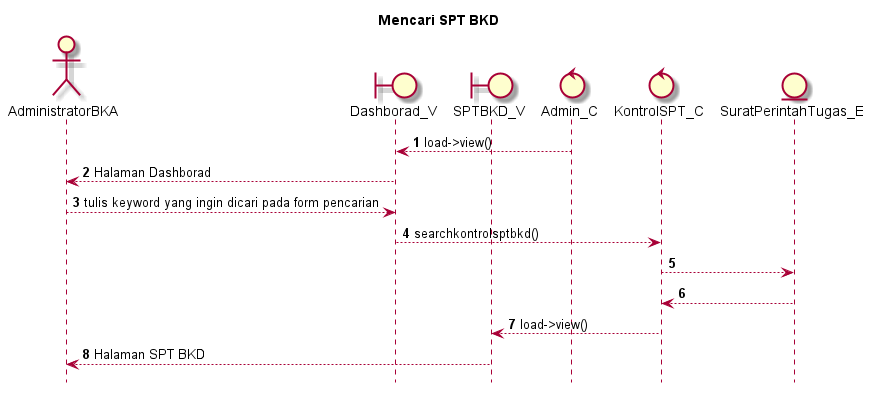 Mencari SPT BKD
AdministratorBKA
Dashborad_V
SPTBKD_V
Admin_C
KontrolSPT_C
SuratPerintahTugas_E
1 load->view()
2 Halaman Dashborad
3 tulis keyword yang ingin dicari pada form pencarian
4 searchkontrolsptbkd()
5
6
7 load->view()
8 Halaman SPT BKD